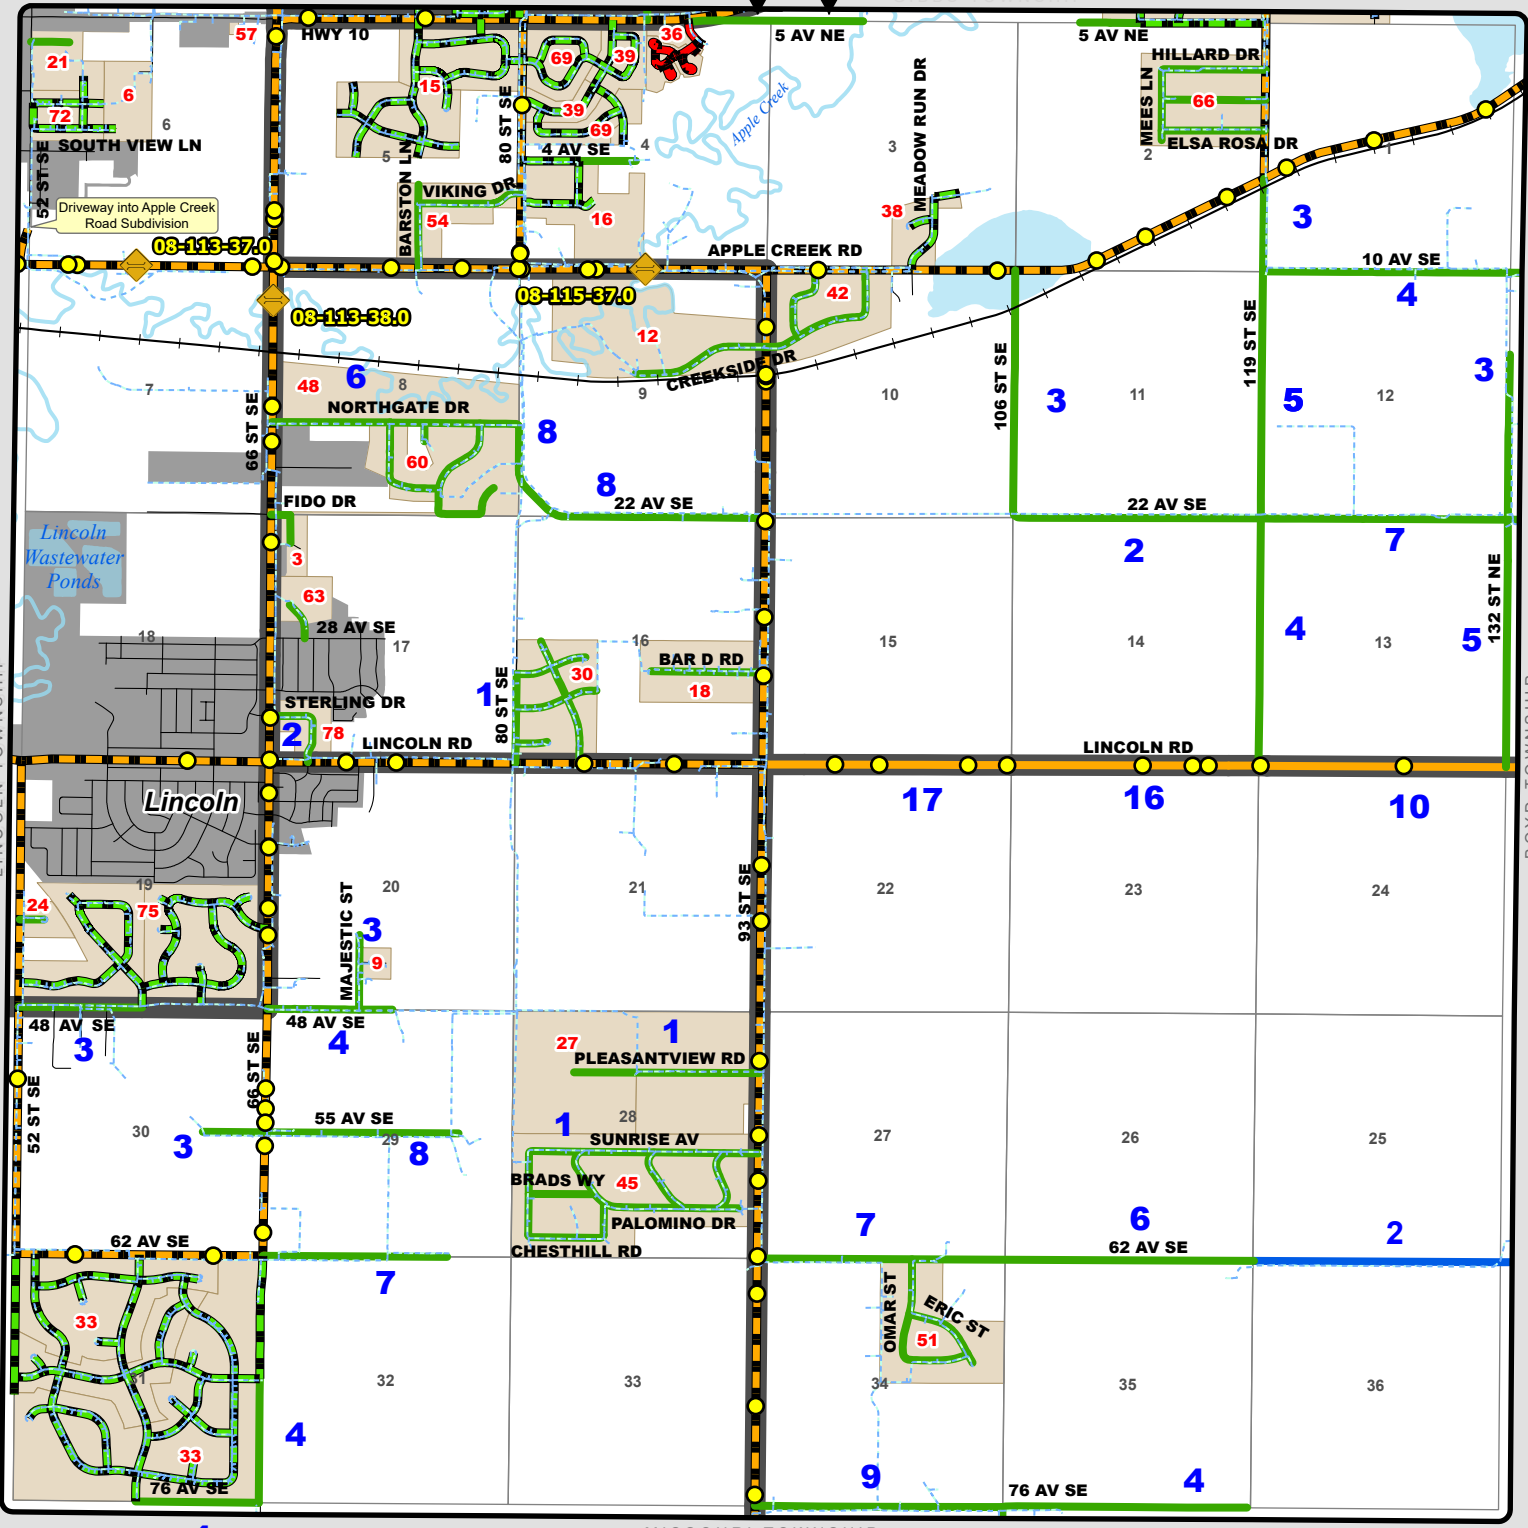 57
HWY 10
36
5 AV NE
5 AV NE
HILLARD DR
21
69
39
15
6
39
72
69
66
6
SOUTH VIEW LN
80 ST SE
4 AV SE
4
5
Apple Creek
3
MEADOW RUN DR
MEES LN
2
ELSA ROSA DR
1
52 ST SE
Driveway into Apple Creek
Road Subdivision
BARSTON LN
VIKING DR
54
16
38
3
08-113-37.0
APPLE CREEK RD
10 AV SE
08-115-37.0
42
4
08-113-38.0
12
119 ST SE
106 ST SE
CREEKSIDE DR
7
48
6
8
9
10
3
11
5
12
3
NORTHGATE DR
66 ST SE
8
60
8
FIDO DR
22 AV SE
22 AV SE
Lincoln
Wastewater
Ponds
3
2
7
63
132 ST NE
28 AV SE
18
17
16
15
14
4
13
5
BAR D RD
30
18
1
80 ST SE
STERLING DR
2
78
LINCOLN RD
LINCOLN RD
Lincoln
17
16
10
19
20
21
22
23
24
24
75
MAJESTIC ST
3
9
93 ST SE
48 AV SE
3
48 AV SE
4
66 ST SE
27
1
PLEASANTVIEW RD
52 ST SE
30
3
55 AV SE
29
8
1
28
27
26
25
SUNRISE AV
BRADS WY
45
PALOMINO DR
CHESTHILL RD
7
6
2
62 AV SE
62 AV SE
7
OMAR ST
ERIC ST
51
33
31
32
33
34
35
36
4
33
9
4
76 AV SE
76 AV SE